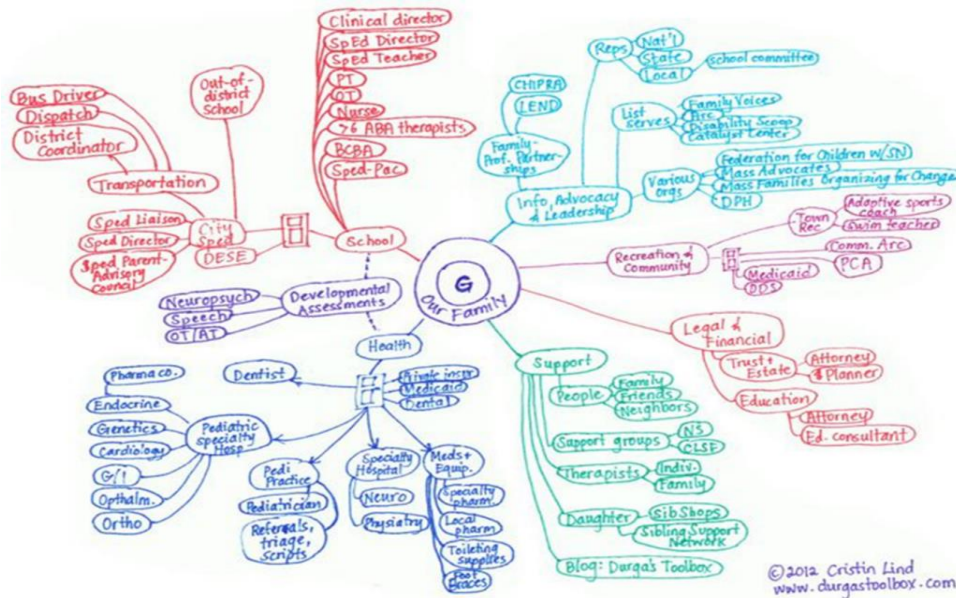 Clinical director
SpEd Director
SpEd Teacher
PT
OT
Nurse
>6 ABA therapists
BCBA
Sped-Pac
Out-of-
district
School
Bus Driver
Dispatch
District
Coordinator
Transportation
Sped Liaison
Sped Director
Sped Parent-
Advisory
Council
City
Sped
DESE
School
Reps
Nat'l
State
Local
school committee
CHIPRA
LEND
Family-
Prof. Partner-
ships
List
serves
Family Voices
Arc
Disability Scoop
Catalyst Center
Info, Advocacy
& Leadership
Various
Orgs
Federation for Children W/SN
Mass Advocates
Mass Families Organizing for Change
DPH
Recreation &
Community
Town
Rec
Adaptive sports
coach
Swim teacher
Comm. Arc
PCA
Medicaid
DDS
G
Our Family
Neuropsych
Speech
OT/AT
Developmental
Assessments
Health
Dentist
Private insur
Medicaid
Dental
Pharma co.
Endocrine
Genetics
Cardiology
G/I
Opthalm.
Ortho
Pediatric
specialty
Hosp
Pedi
Practice
Pediatrician
Referrals,
triage,
scripts
Specialty
Hospital
Neuro
Physiatry
Meds +
Equip.
Specialty
pharm.
Local
pharm
Toileting
supplies
Foot
Braces
Support
People
Family
Friends
Neighbors
Support groups
NS
CLSF
Therapists
Indiv.
Family
Daughter
SibShops
Sibling Support
Network
Blog: Durga's Toolbox
Legal &
Financial
Trust +
Estate
Attorney
$ Planner
Education
Attorney
Ed. consultant
© 2012 Cristin Lind
www.durgastoolbox.com